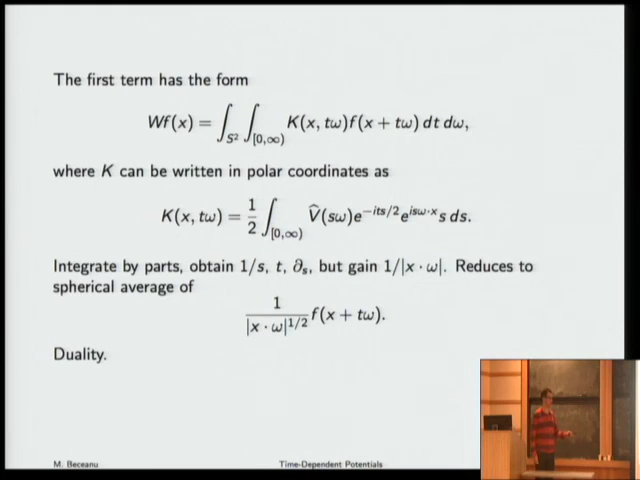 The first term has the form
Wf(x) = ∫_{S²} ∫_{[0,∞)} K(x, tω)f(x + tω) dt dω,
where K can be written in polar coordinates as
K(x, tω) = 1/2 ∫_{[0,∞)} V̂(sω)e^{−its/2}e^{isω·x}s ds.
Integrate by parts, obtain 1/s, t, ∂_s, but gain 1/|x · ω|. Reduces to
spherical average of
1/|x · ω|^{1/2} f(x + tω).
Duality.
M. Beceanu
Time-Dependent Potentials